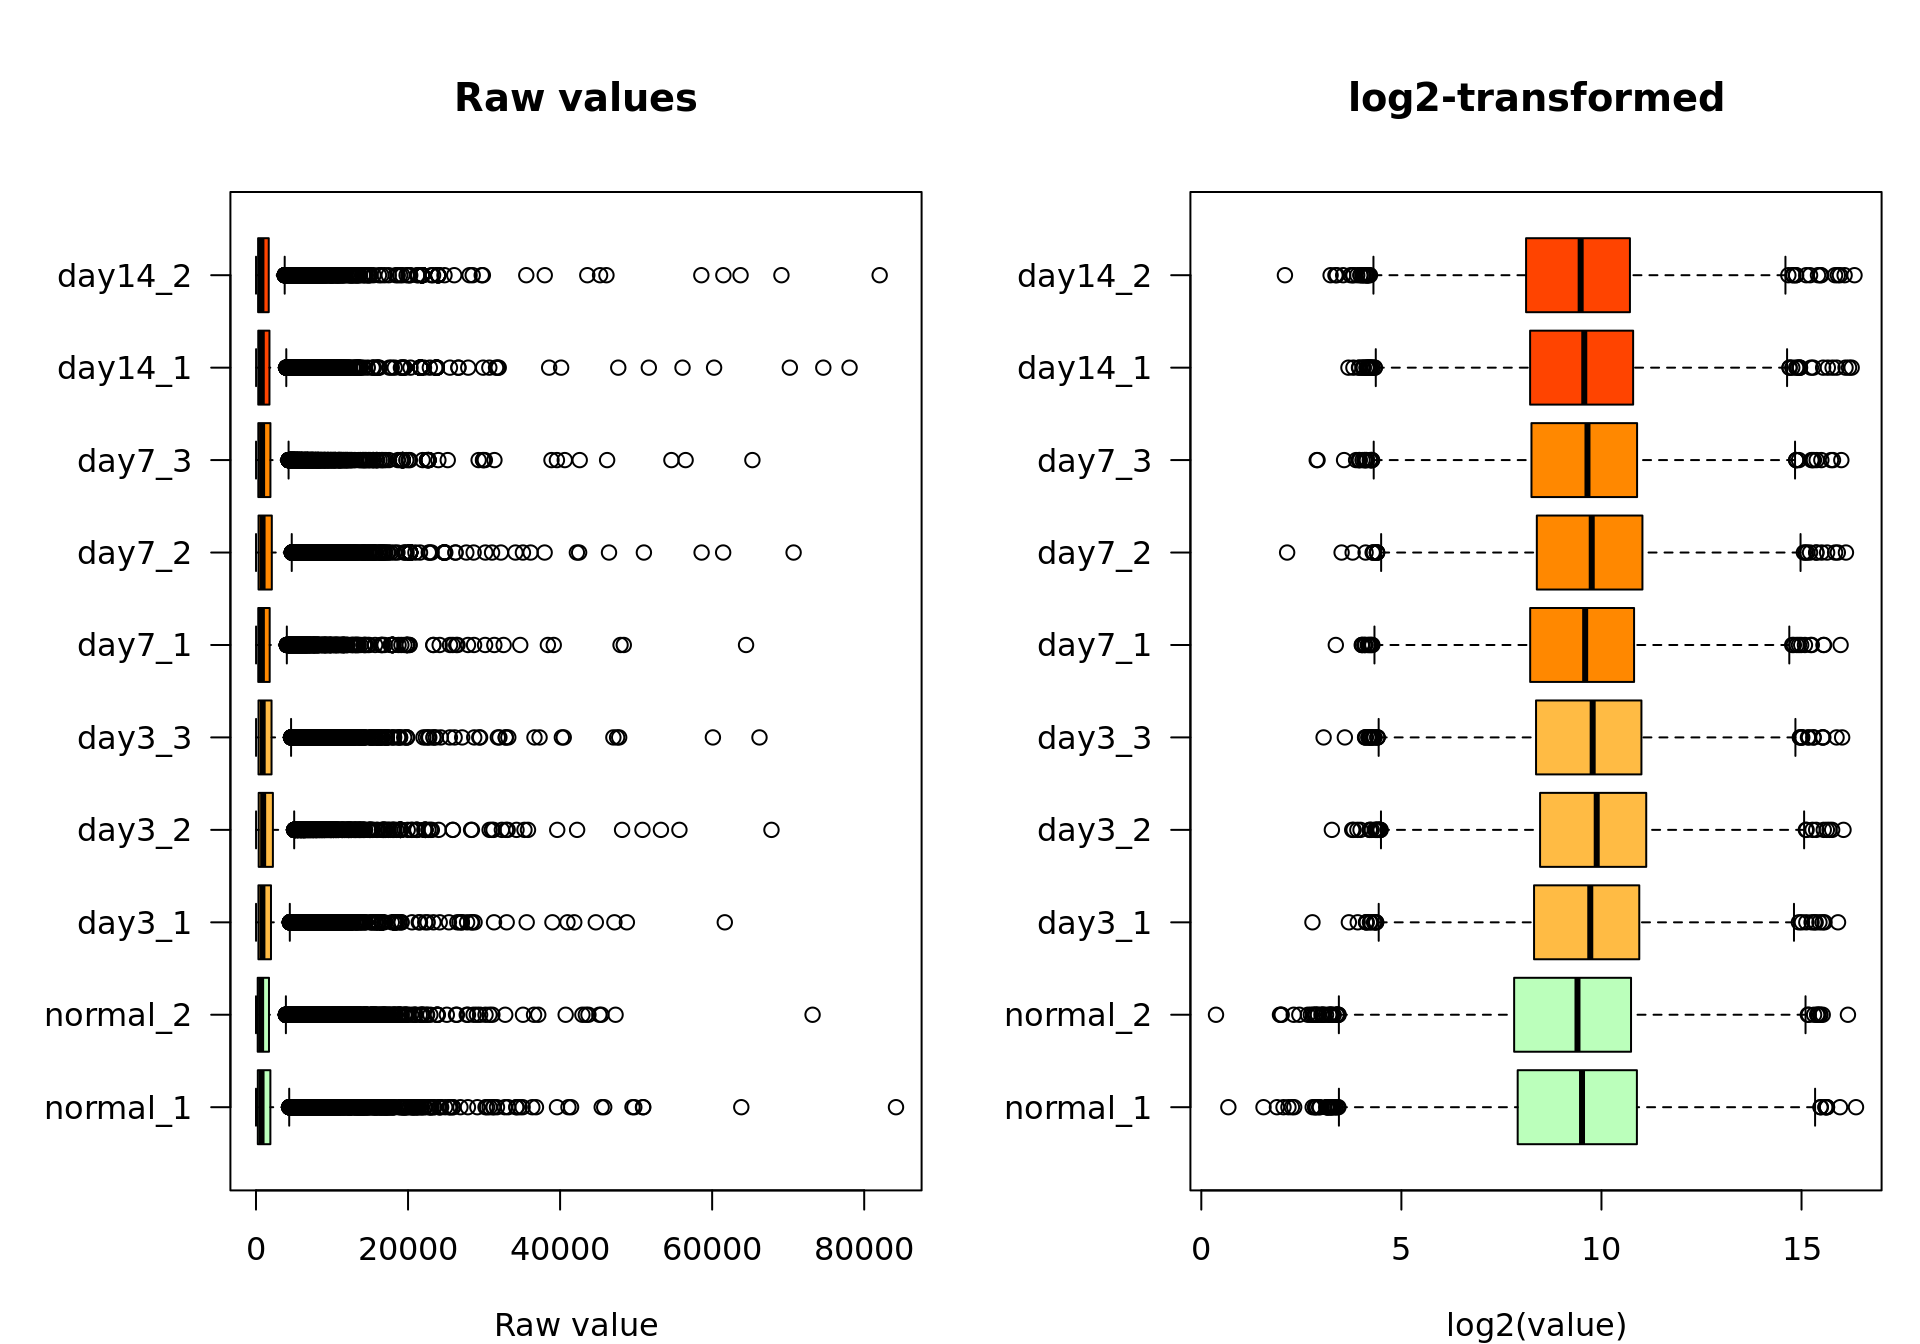 Raw values
day14_2
day14_1
day7_3
day7_2
day7_1
day3_3
day3_2
day3_1
normal_2
normal_1
0 20000 40000 60000 80000
Raw value
log2-transformed
day14_2
day14_1
day7_3
day7_2
day7_1
day3_3
day3_2
day3_1
normal_2
normal_1
0 5 10 15
log2(value)